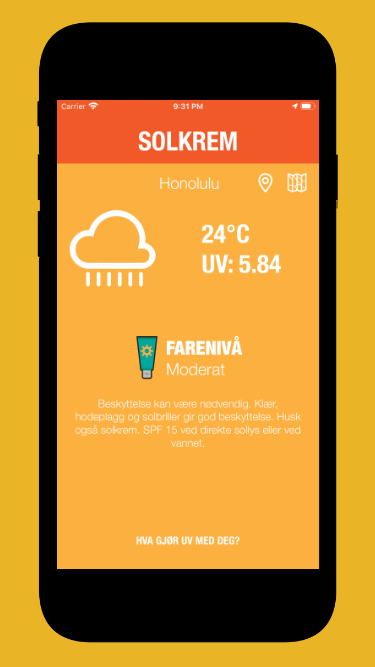 Carrier 9:31 PM
SOLKREM
Honolulu
24°C
UV: 5.84
FARENIVÅ
Moderat
Beskyttelse kan være nødvendig. Klær,
hodeplagg og solbriller gir god beskyttelse. Husk
også solkrem. SPF 15 ved direkte sollys eller ved
vannet.
HVA GJØR UV MED DEG?